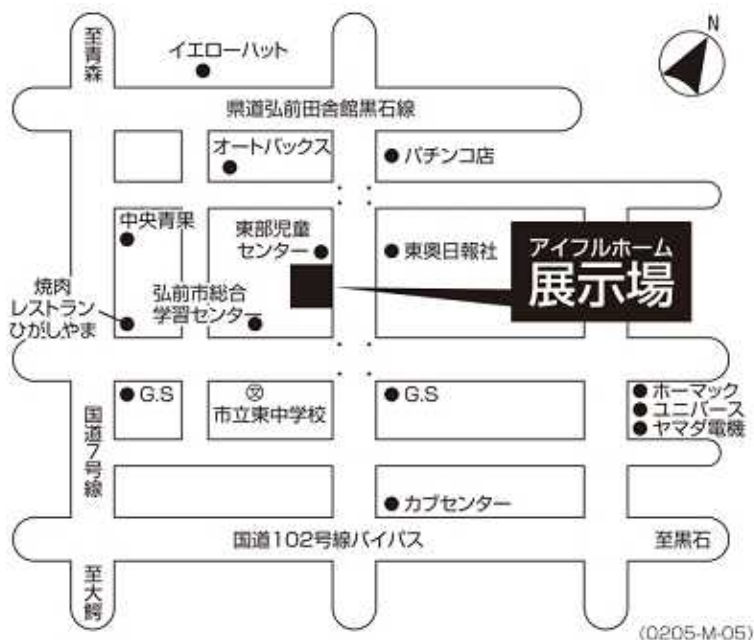 N
至青森
イエローハット
県道弘前田舎館黒石線
オートバックス
パチンコ店
中央青果
東部児童
センター
東奥日報社
アイフルホーム
展示場
焼肉
レストラン
ひがしやま
弘前市総合
学習センター
G.S
文
市立東中学校
G.S
ホーマック
ユニバース
ヤマダ電機
国道7号線
カブセンター
国道102号線バイパス
至黒石
至大鰐
(0205-M-05)